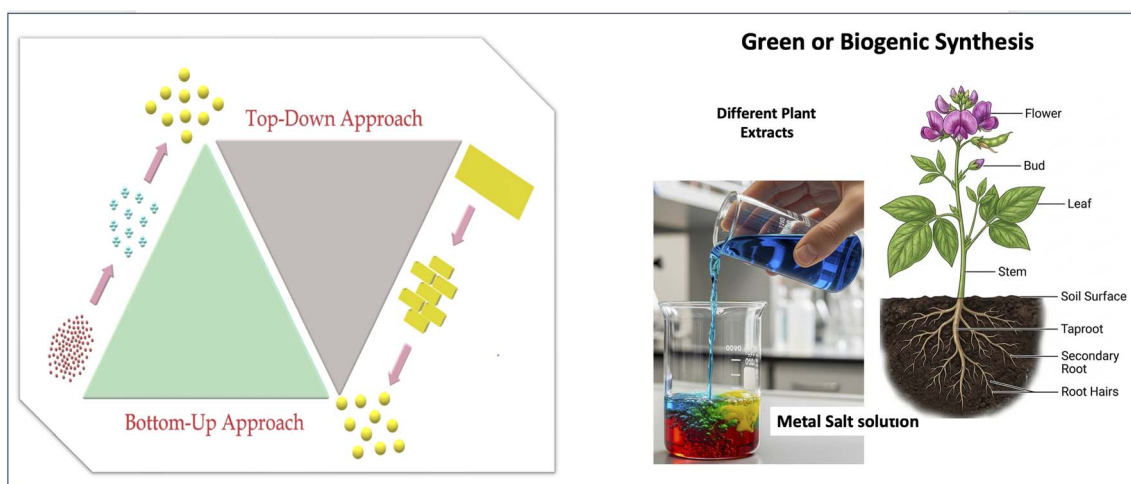 Top-Down Approach
Bottom-Up Approach
Green or Biogenic Synthesis
Different Plant
Extracts
Metal Salt solution
Flower
Bud
Leaf
Stem
Soil Surface
Taproot
Secondary
Root
Root Hairs